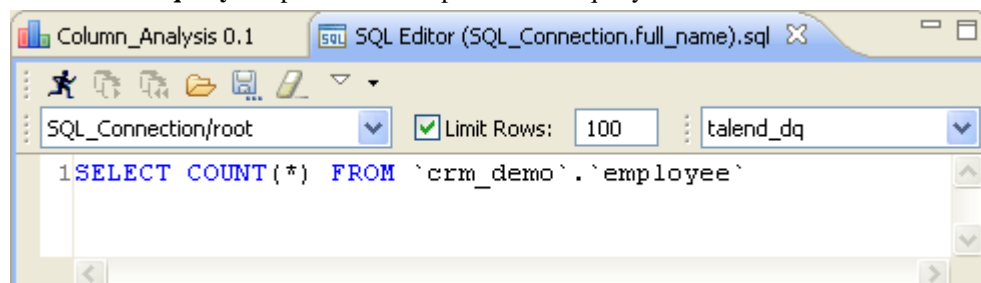 Column_Analysis 0.1 SQL Editor (SQL_Connection.full_name).sql
SQL_Connection/root Limit Rows: 100 talend_dq
1SELECT COUNT(*) FROM `crm_demo`.`employee`